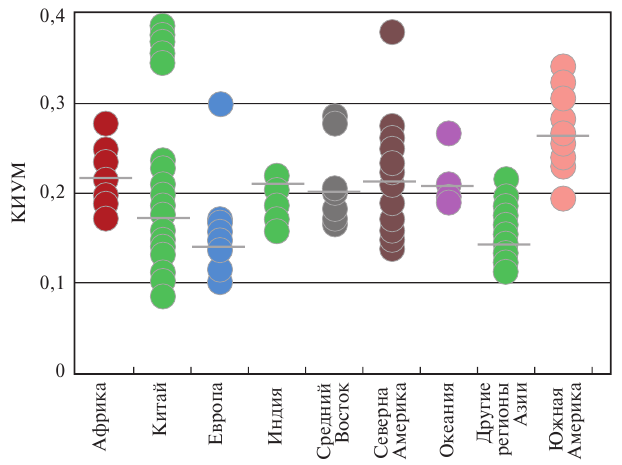 0,4
0,3
0,2
0,1
0
КИУМ
Африка
Китай
Европа
Индия
Средний
Восток
Северна
Америка
Океания
Другие
регионы
Азии
Южная
Америка